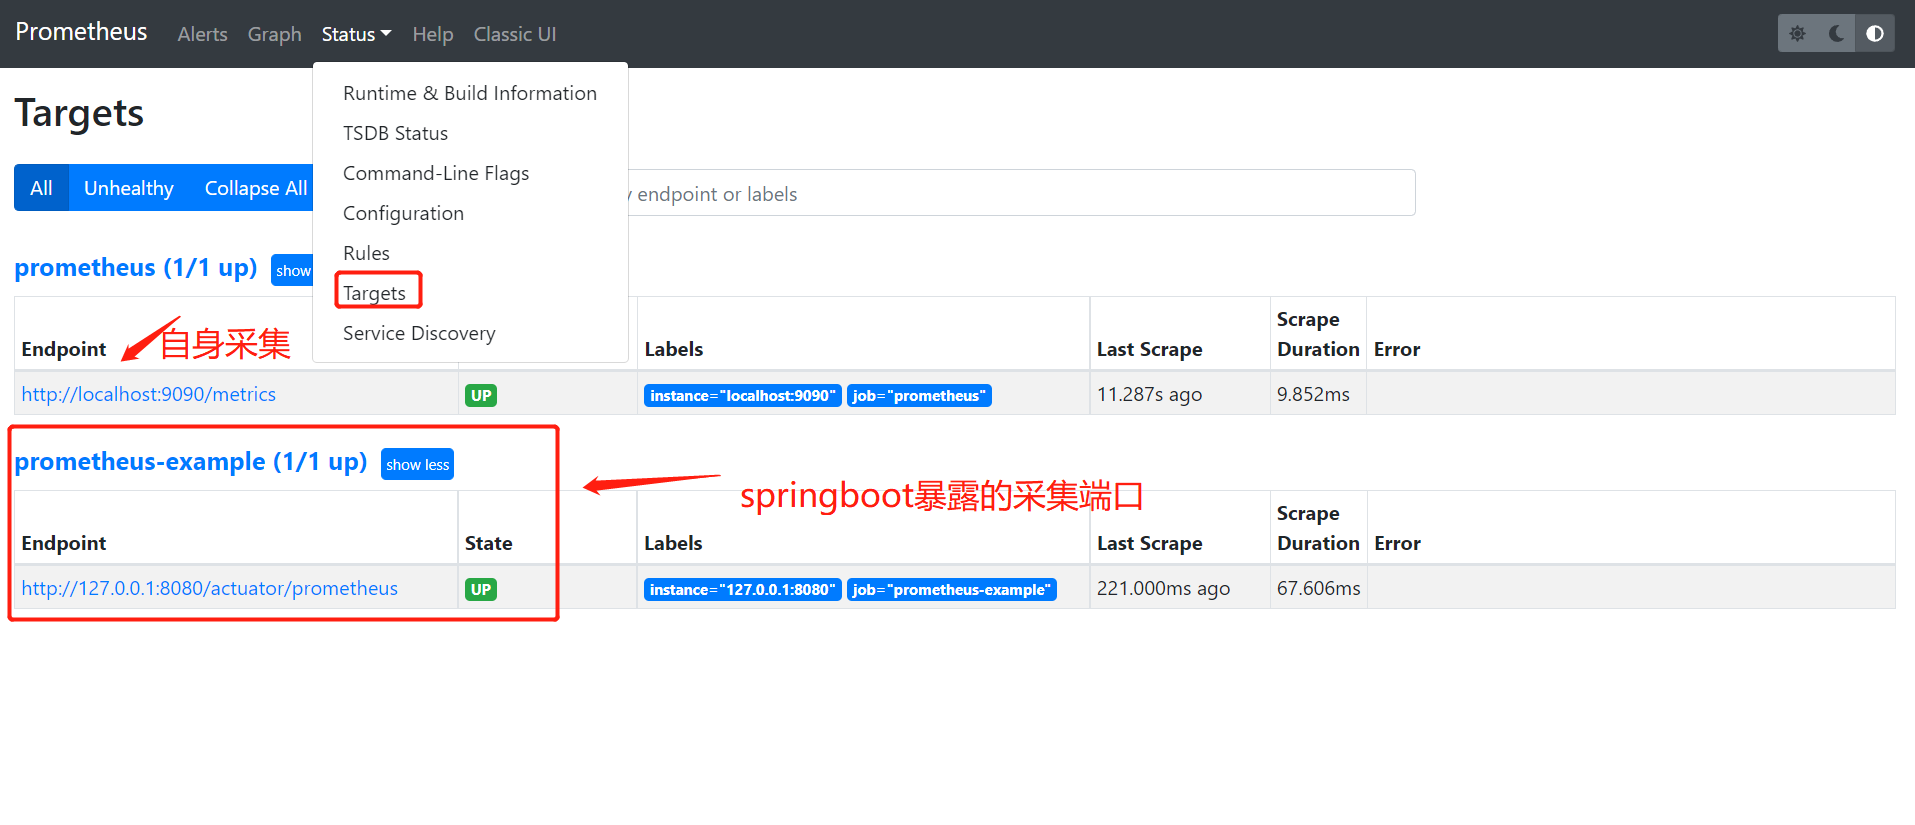 Prometheus Alerts Graph Status Help Classic UI
Runtime & Build Information
TSDB Status
Command-Line Flags
Configuration
Rules
Targets
Service Discovery
Targets
All Unhealthy Collapse All
endpoint or labels
prometheus (1/1 up) show
自身采集
Endpoint Labels Last Scrape Scrape Duration Error
http://localhost:9090/metrics UP instance="localhost:9090" job="prometheus" 11.287s ago 9.852ms
prometheus-example (1/1 up) show less
springboot暴露的采集端口
Endpoint State Labels Last Scrape Scrape Duration Error
http://127.0.0.1:8080/actuator/prometheus UP instance="127.0.0.1:8080" job="prometheus-example" 221.000ms ago 67.606ms